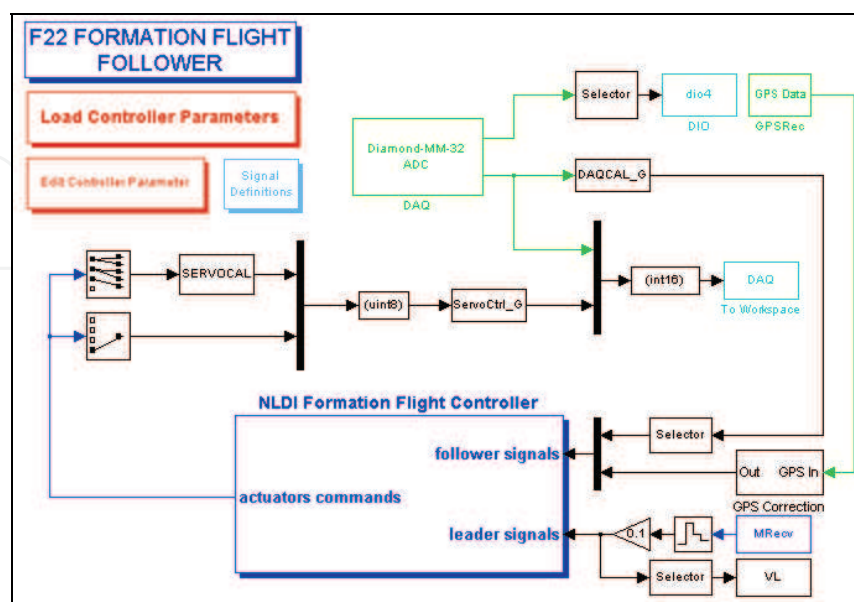 F22 FORMATION FLIGHT
FOLLOWER
Load Controller Parameters
Edit Controller Parameter
Signal
Definitions
Selector
dio4
DIO
GPS Data
GPSRec
Diamond-MM-32
ADC
DAQ
DAQCAL_G
SERVOCAL
(uint8)
ServoCtrl_G
(int16)
DAQ
To Workspace
NLDI Formation Flight Controller
follower signals
actuators commands
leader signals
Selector
Out GPS In
GPS Correction
0.1
MRecv
Selector
VL